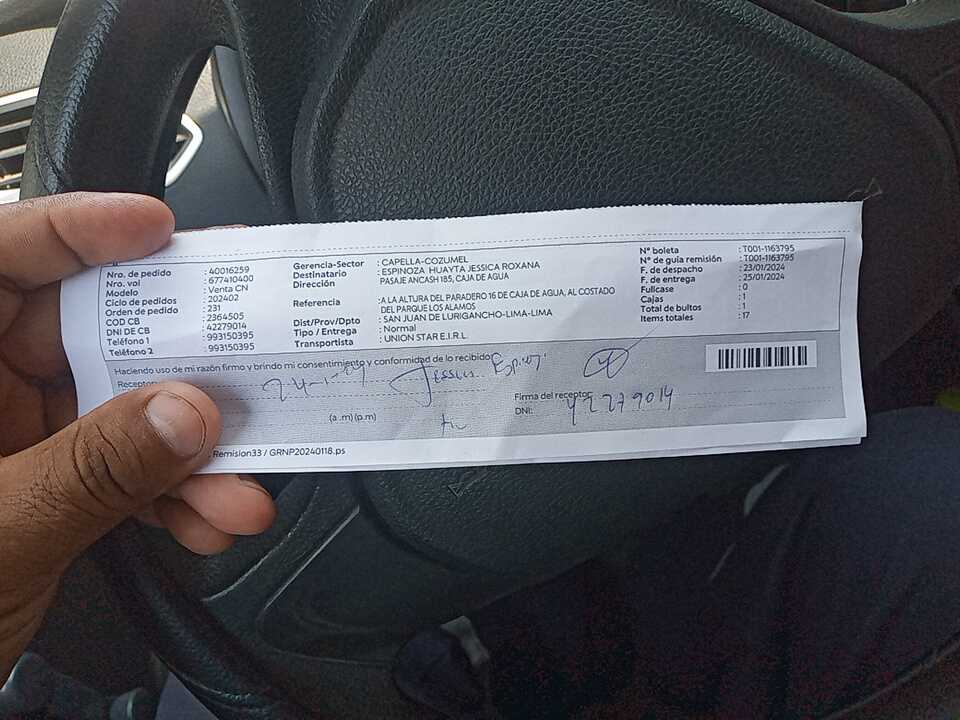 Nro. de pedido : 40016259
Nro. vol : 677410400
Modelo : Venta CN
Ciclo de pedidos : 202402
Orden de pedido : 231
COD CB : 2364505
DNI DE CB : 42279014
Teléfono 1 : 993150395
Teléfono 2 : 993150395
Gerencia-Sector : CAPELLA-COZUMEL
Destinatario : ESPINOZA HUAYTA JESSICA ROXANA
Dirección PASAJE ANCASH 185, CAJA DE AGUA
Referencia : A LA ALTURA DEL PARADERO 16 DE CAJA DE AGUA, AL COSTADO
DEL PARQUE LOS ALAMOS
Dist/Prov/Dpto : SAN JUAN DE LURIGANCHO-LIMA-LIMA
Tipo / Entrega : Normal
Transportista : UNION STAR E.I.R.L.
N° boleta : T001-1163795
N° de guía remisión : T001-1163795
F. de despacho : 23/01/2024
F. de entrega : 25/01/2024
Fullcase : 0
Cajas : 1
Total de bultos : 1
Items totales : 17
Haciendo uso de mi razón firmo y brindo mi consentimiento y conformidad de lo recibido
Receptor
(a .m) (p.m)
Firma del receptor
DNI: 42279014
Remision33 / GRNP20240118.ps